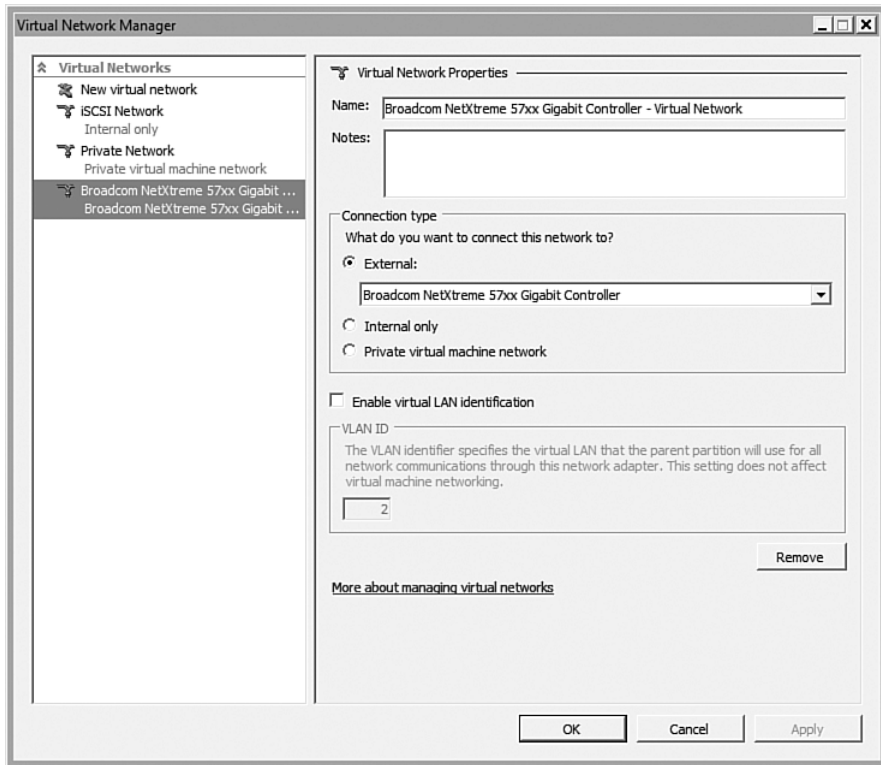 Virtual Network Manager
Virtual Networks
New virtual network
iSCSI Network
Internal only
Private Network
Private virtual machine network
Broadcom NetXtreme 57xx Gigabit ...
Broadcom NetXtreme 57xx Gigabit ...
Virtual Network Properties
Name: Broadcom NetXtreme 57xx Gigabit Controller - Virtual Network
Notes:
Connection type
What do you want to connect this network to?
External:
Broadcom NetXtreme 57xx Gigabit Controller
Internal only
Private virtual machine network
Enable virtual LAN identification
VLAN ID
The VLAN identifier specifies the virtual LAN that the parent partition will use for all
network communications through this network adapter. This setting does not affect
virtual machine networking.
2
Remove
More about managing virtual networks
OK Cancel Apply